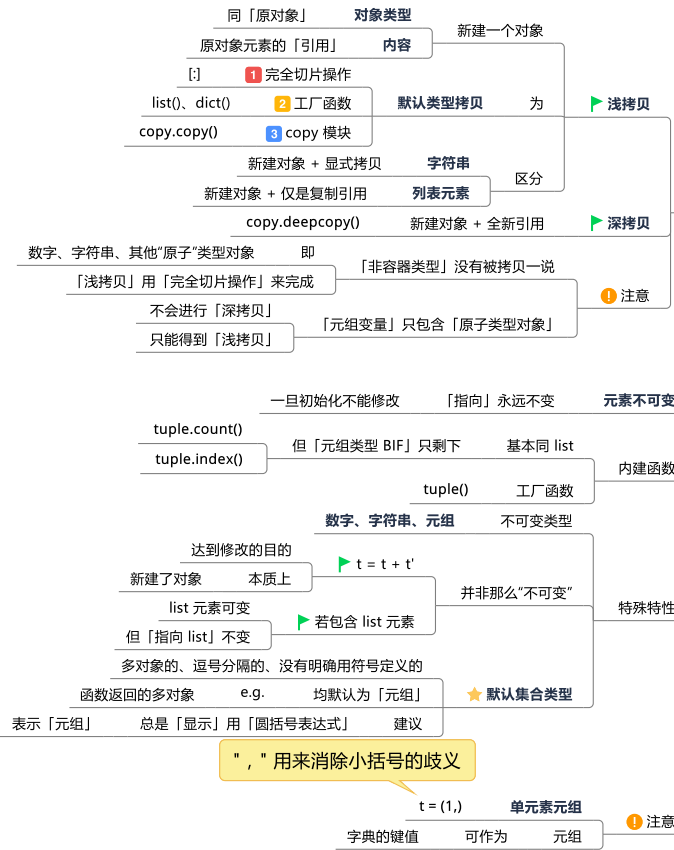 同「原对象」 对象类型
新建一个对象
原对象元素的「引用」 内容
[:] 1 完全切片操作
list()、dict() 2 工厂函数 默认类型拷贝 为 浅拷贝
copy.copy() 3 copy 模块
新建对象 + 显式拷贝 字符串
区分
新建对象 + 仅是复制引用 列表元素
copy.deepcopy() 新建对象 + 全新引用 深拷贝
数字、字符串、其他“原子”类型对象 即
「非容器类型」没有被拷贝一说
「浅拷贝」用「完全切片操作」来完成
! 注意
不会进行「深拷贝」
「元组变量」只包含「原子类型对象」
只能得到「浅拷贝」
一旦初始化不能修改 「指向」永远不变 元素不可变
tuple.count()
但「元组类型 BIF」只剩下 基本同 list
tuple.index()
内建函数
tuple() 工厂函数
数字、字符串、元组 不可变类型
达到修改的目的
t = t + t'
新建了对象 本质上
并非那么“不可变”
list 元素可变
特殊特性
若包含 list 元素
但「指向 list」不变
多对象的、逗号分隔的、没有明确用符号定义的
函数返回的多对象 e.g. 均默认为「元组」 默认集合类型
表示「元组」 总是「显示」用「圆括号表达式」 建议
" , " 用来消除小括号的歧义
t = (1,) 单元素元组
! 注意
字典的键值 可作为 元组